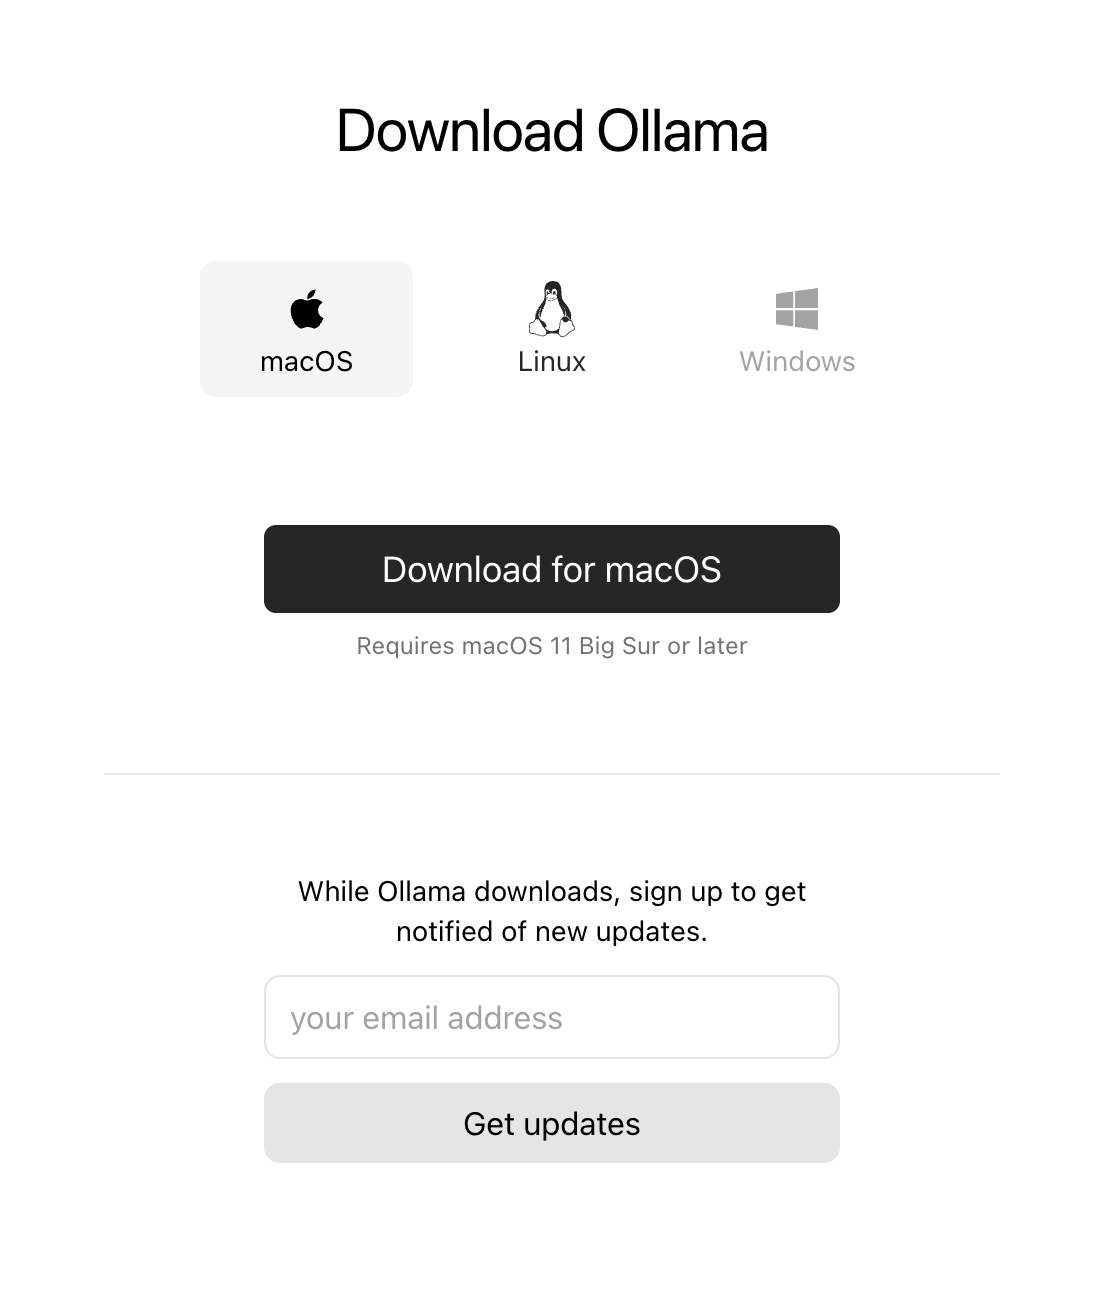 Download Ollama
macOS
Linux
Windows
Download for macOS
Requires macOS 11 Big Sur or later
While Ollama downloads, sign up to get
notified of new updates.
your email address
Get updates